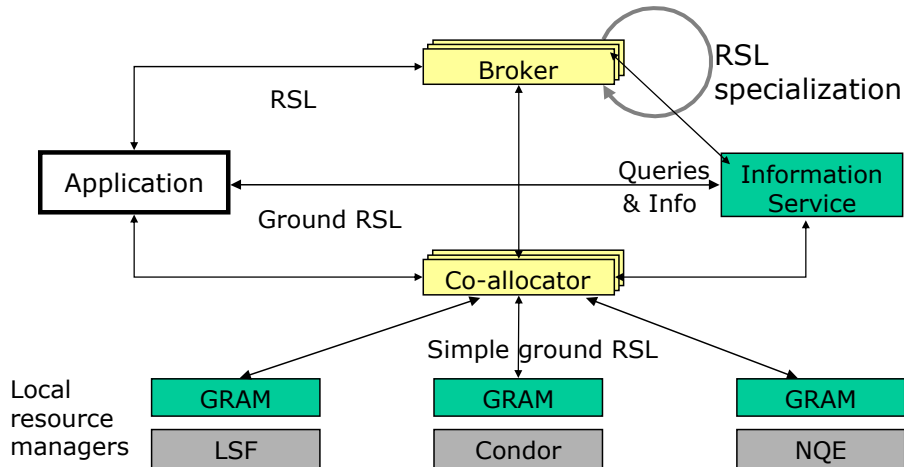 Broker
RSL
specialization
RSL
Application
Queries
& Info
Information
Service
Ground RSL
Co-allocator
Simple ground RSL
Local
resource
managers
GRAM
GRAM
GRAM
LSF
Condor
NQE